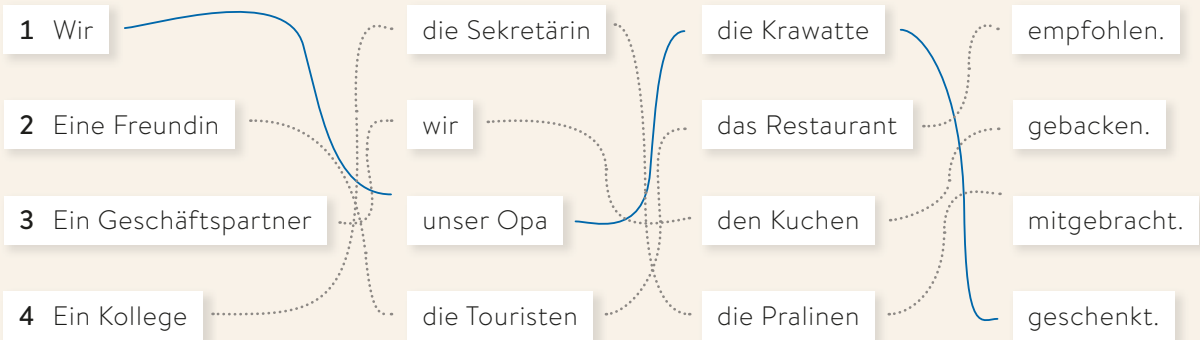 1 Wir die Sekretärin die Krawatte empfohlen.
2 Eine Freundin wir das Restaurant gebacken.
3 Ein Geschäftspartner unser Opa den Kuchen mitgebracht.
4 Ein Kollege die Touristen die Pralinen geschenkt.